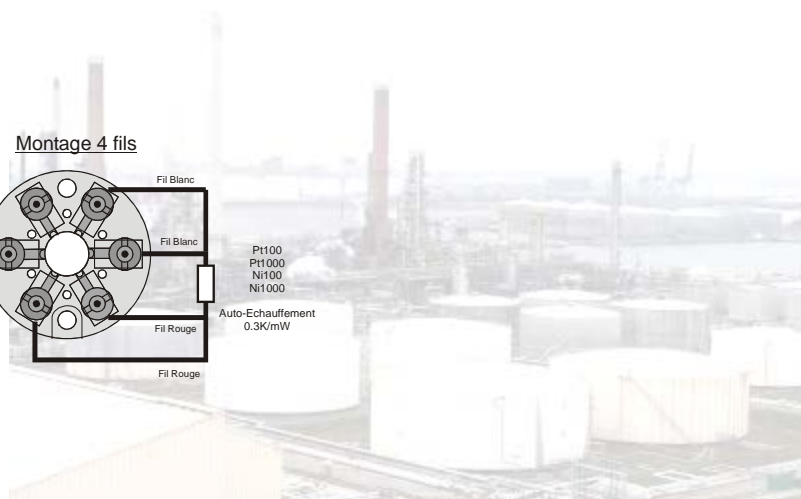 Montage 4 fils
Fil Blanc
Fil Blanc
Pt100
Pt1000
Ni100
Ni1000
Auto-Echauffement
0.3K/mW
Fil Rouge
Fil Rouge